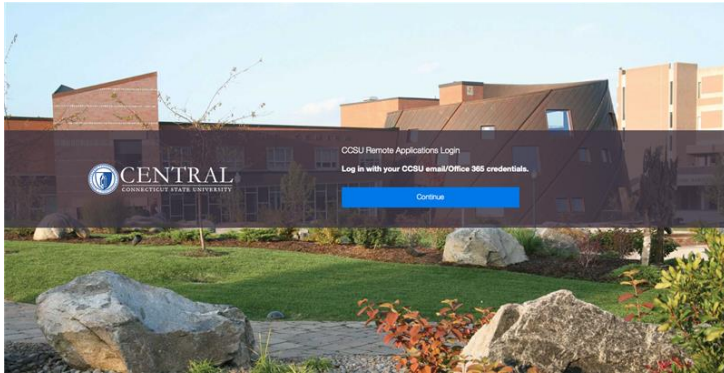 CCSU Remote Applications Login
Log in with your CCSU email/Office 365 credentials.
CENTRAL
CONNECTICUT STATE UNIVERSITY
Continue